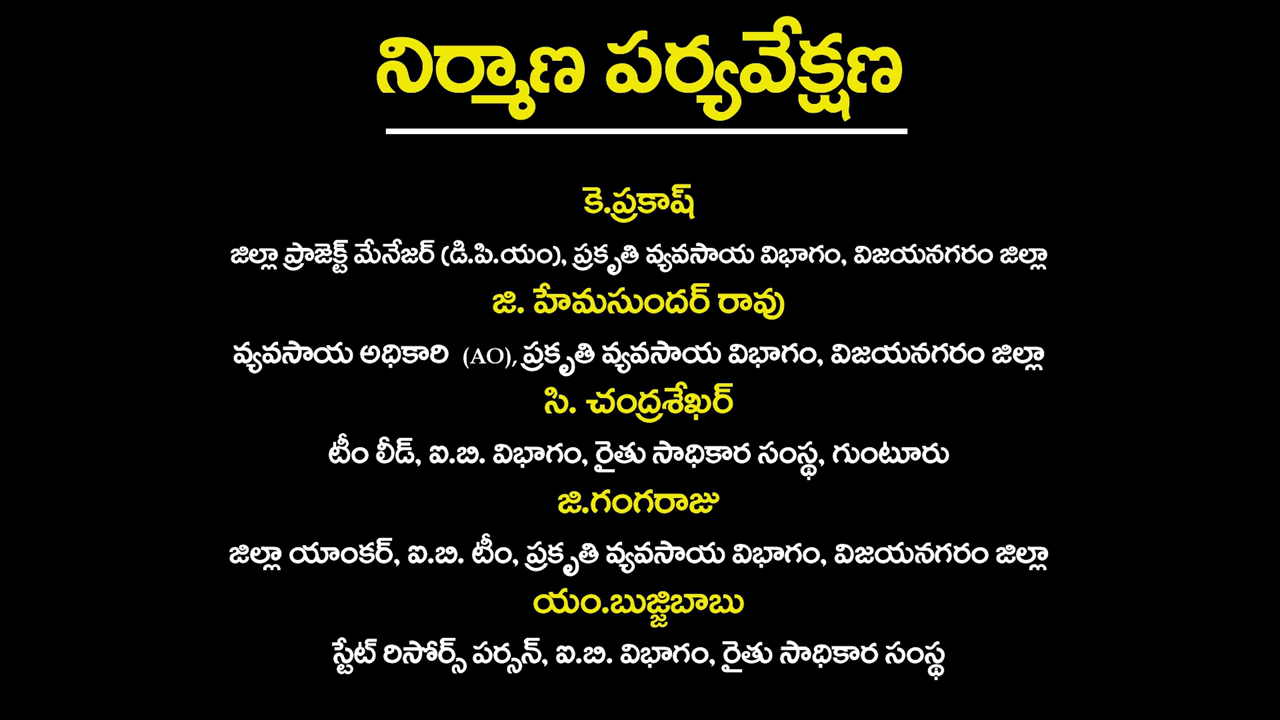 నిర్మాణ పర్యవేక్షణ
కె.ప్రకాష్
జిల్లా ప్రాజెక్ట్ మేనేజర్ (డి.పి.యం), ప్రకృతి వ్యవసాయ విభాగం, విజయనగరం జిల్లా
జి. హేమసుందర్ రావు
వ్యవసాయ అధికారి (AO), ప్రకృతి వ్యవసాయ విభాగం, విజయనగరం జిల్లా
సి. చంద్రశేఖర్
టీం లీడ్, ఐ.బి. విభాగం, రైతు సాధికార సంస్థ, గుంటూరు
జి.గంగరాజు
జిల్లా యాంకర్, ఐ.బి. టీం, ప్రకృతి వ్యవసాయ విభాగం, విజయనగరం జిల్లా
యం.బుజ్జిబాబు
స్టేట్ రిసోర్స్ పర్సన్, ఐ.బి. విభాగం, రైతు సాధికార సంస్థ